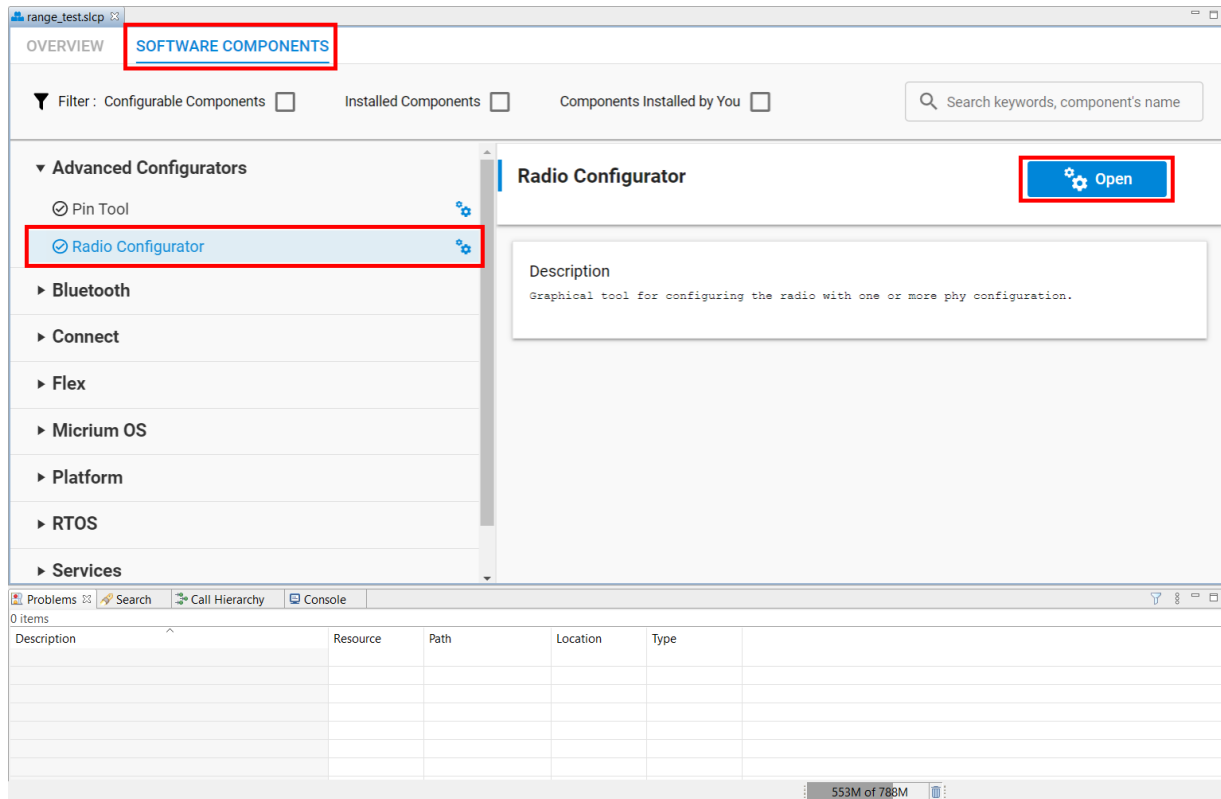 range_test.slcp
OVERVIEW SOFTWARE COMPONENTS
Filter : Configurable Components Installed Components Components Installed by You Search keywords, component's name
Advanced Configurators
Pin Tool
Radio Configurator
Bluetooth
Connect
Flex
Micrium OS
Platform
RTOS
Services
Radio Configurator
Open
Description
Graphical tool for configuring the radio with one or more phy configuration.
Problems Search Call Hierarchy Console
0 items
Description Resource Path Location Type
553M of 788M